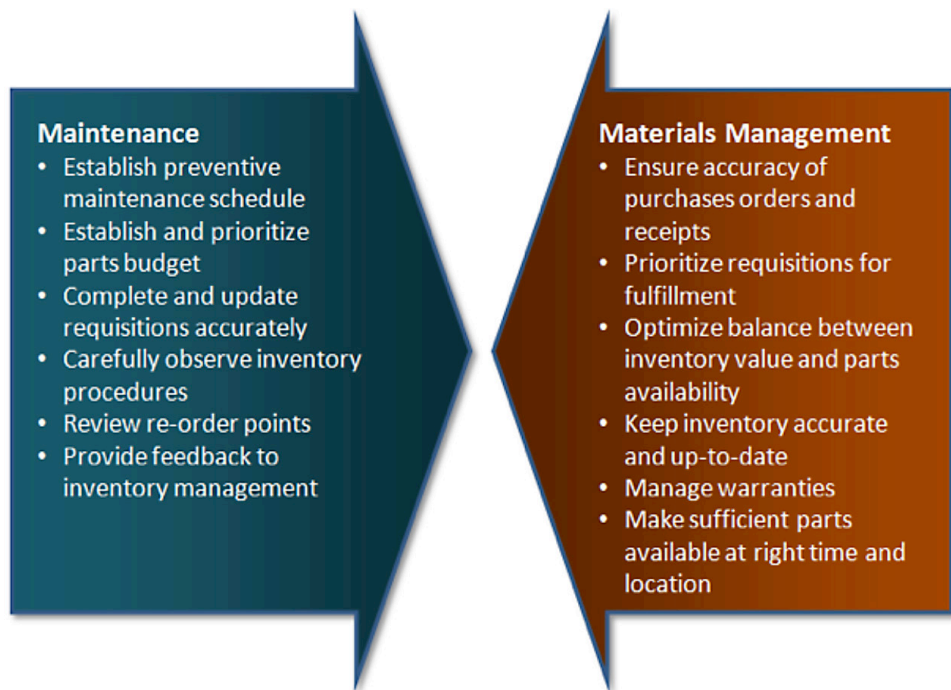 Maintenance
• Establish preventive
maintenance schedule
• Establish and prioritize
parts budget
• Complete and update
requisitions accurately
• Carefully observe inventory
procedures
• Review re-order points
• Provide feedback to
inventory management
Materials Management
• Ensure accuracy of
purchases orders and
receipts
• Prioritize requisitions for
fulfillment
• Optimize balance between
inventory value and parts
availability
• Keep inventory accurate
and up-to-date
• Manage warranties
• Make sufficient parts
available at right time and
location